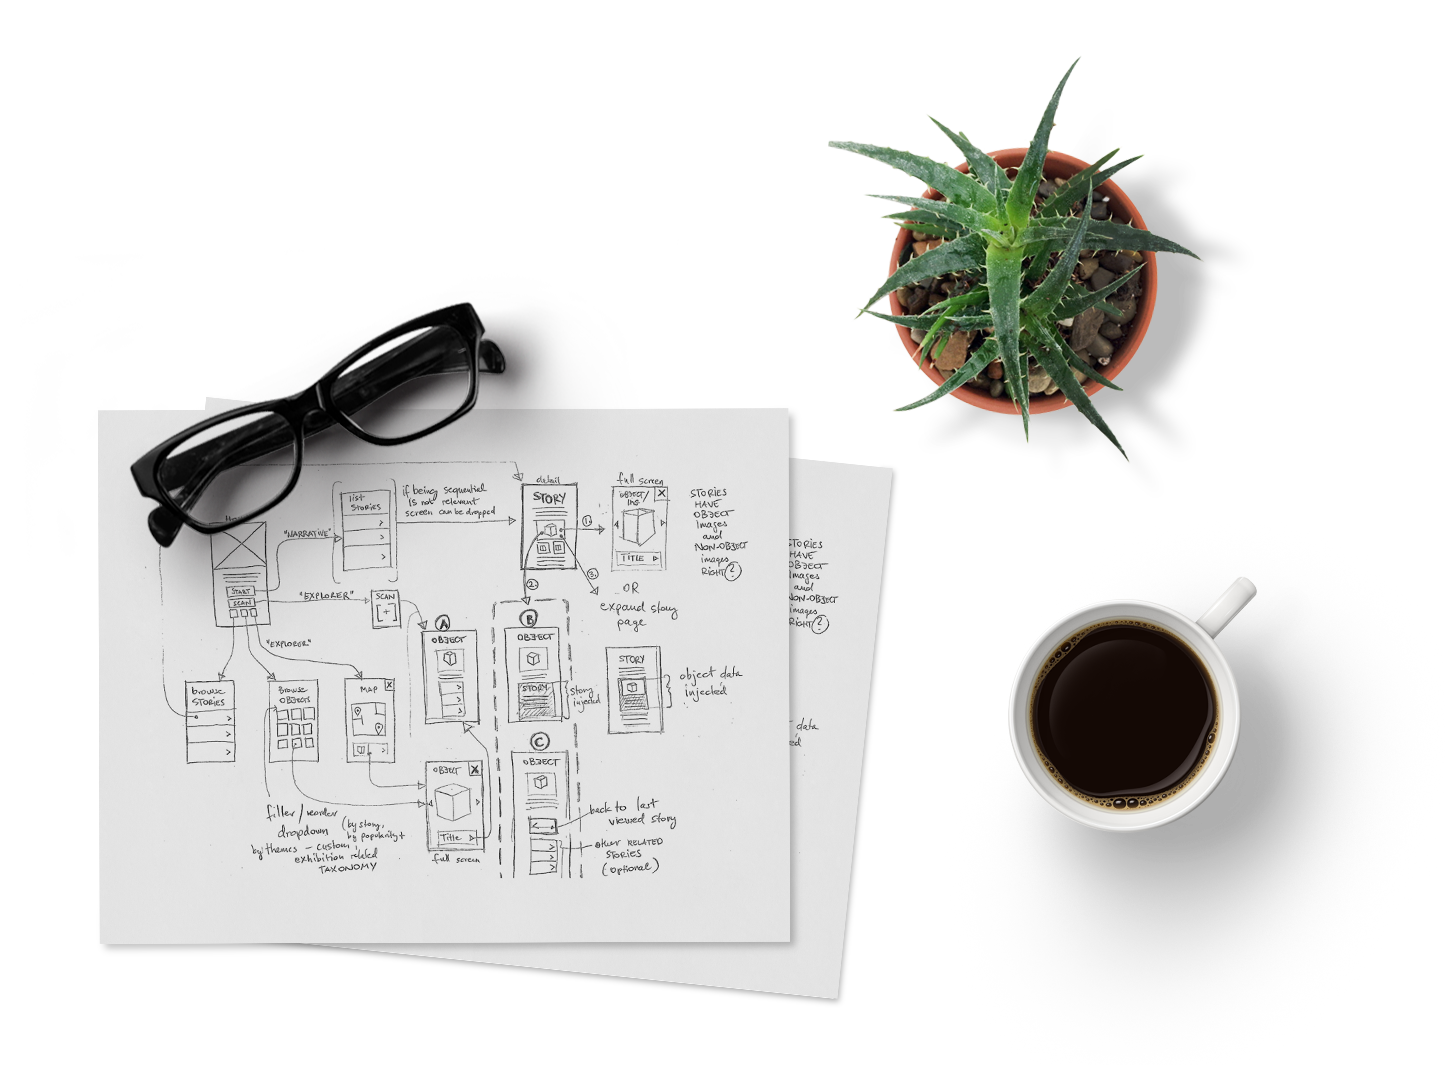 detail
full screen
list
STORIES
if being sequential
is not relevant
screen can be dropped
STORY
OBJECT/
IMG
X
TITLE
STORIES
HAVE
OBJECT
Images
and
NON-OBJECT
images
RIGHT?
"NARRATIVE"
1.
2.
3.
OR
expand story
page
START
SCAN
"EXPLORER"
SCAN
[+]
"EXPLORER"
A
OBJECT
B
OBJECT
STORY
story
injected
STORY
object data
injected
browse
STORIES
Browse
OBJECTS
MAP
X
C
OBJECT
OBJECT
X
Title
full screen
filler/reorder
dropdown (by story,
by popularity +
by themes - custom
exhibition related
TAXONOMY
back to last
viewed story
other RELATED
STORIES
(optional)
STORIES
HAVE
OBJECT
Images
and
NON-OBJECT
images
RIGHT?
data